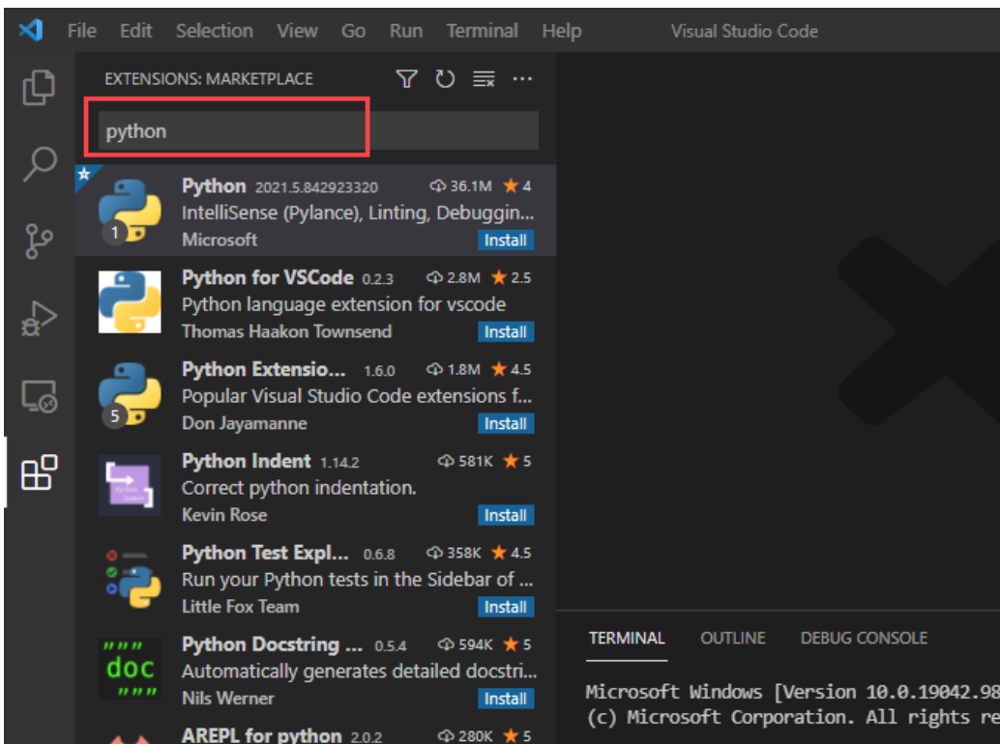 File Edit Selection View Go Run Terminal Help Visual Studio Code
EXTENSIONS: MARKETPLACE
python
Python 2021.5.842923320 36.1M 4
IntelliSense (Pylance), Linting, Debuggin...
1
Microsoft Install
Python for VSCode 0.2.3 2.8M 2.5
Python language extension for vscode
Thomas Haakon Townsend Install
Python Extensio... 1.6.0 1.8M 4.5
Popular Visual Studio Code extensions f...
5
Don Jayamanne Install
Python Indent 1.14.2 581K 5
Correct python indentation.
Kevin Rose Install
Python Test Expl... 0.6.8 358K 4.5
Run your Python tests in the Sidebar of ...
Little Fox Team Install
Python Docstring ... 0.5.4 594K 5
"""
doc
"""
Automatically generates detailed docstri...
Nils Werner Install
AREPL for python 2.0.2 280K 5
TERMINAL OUTLINE DEBUG CONSOLE
Microsoft Windows [Version 10.0.19042.98
(c) Microsoft Corporation. All rights re